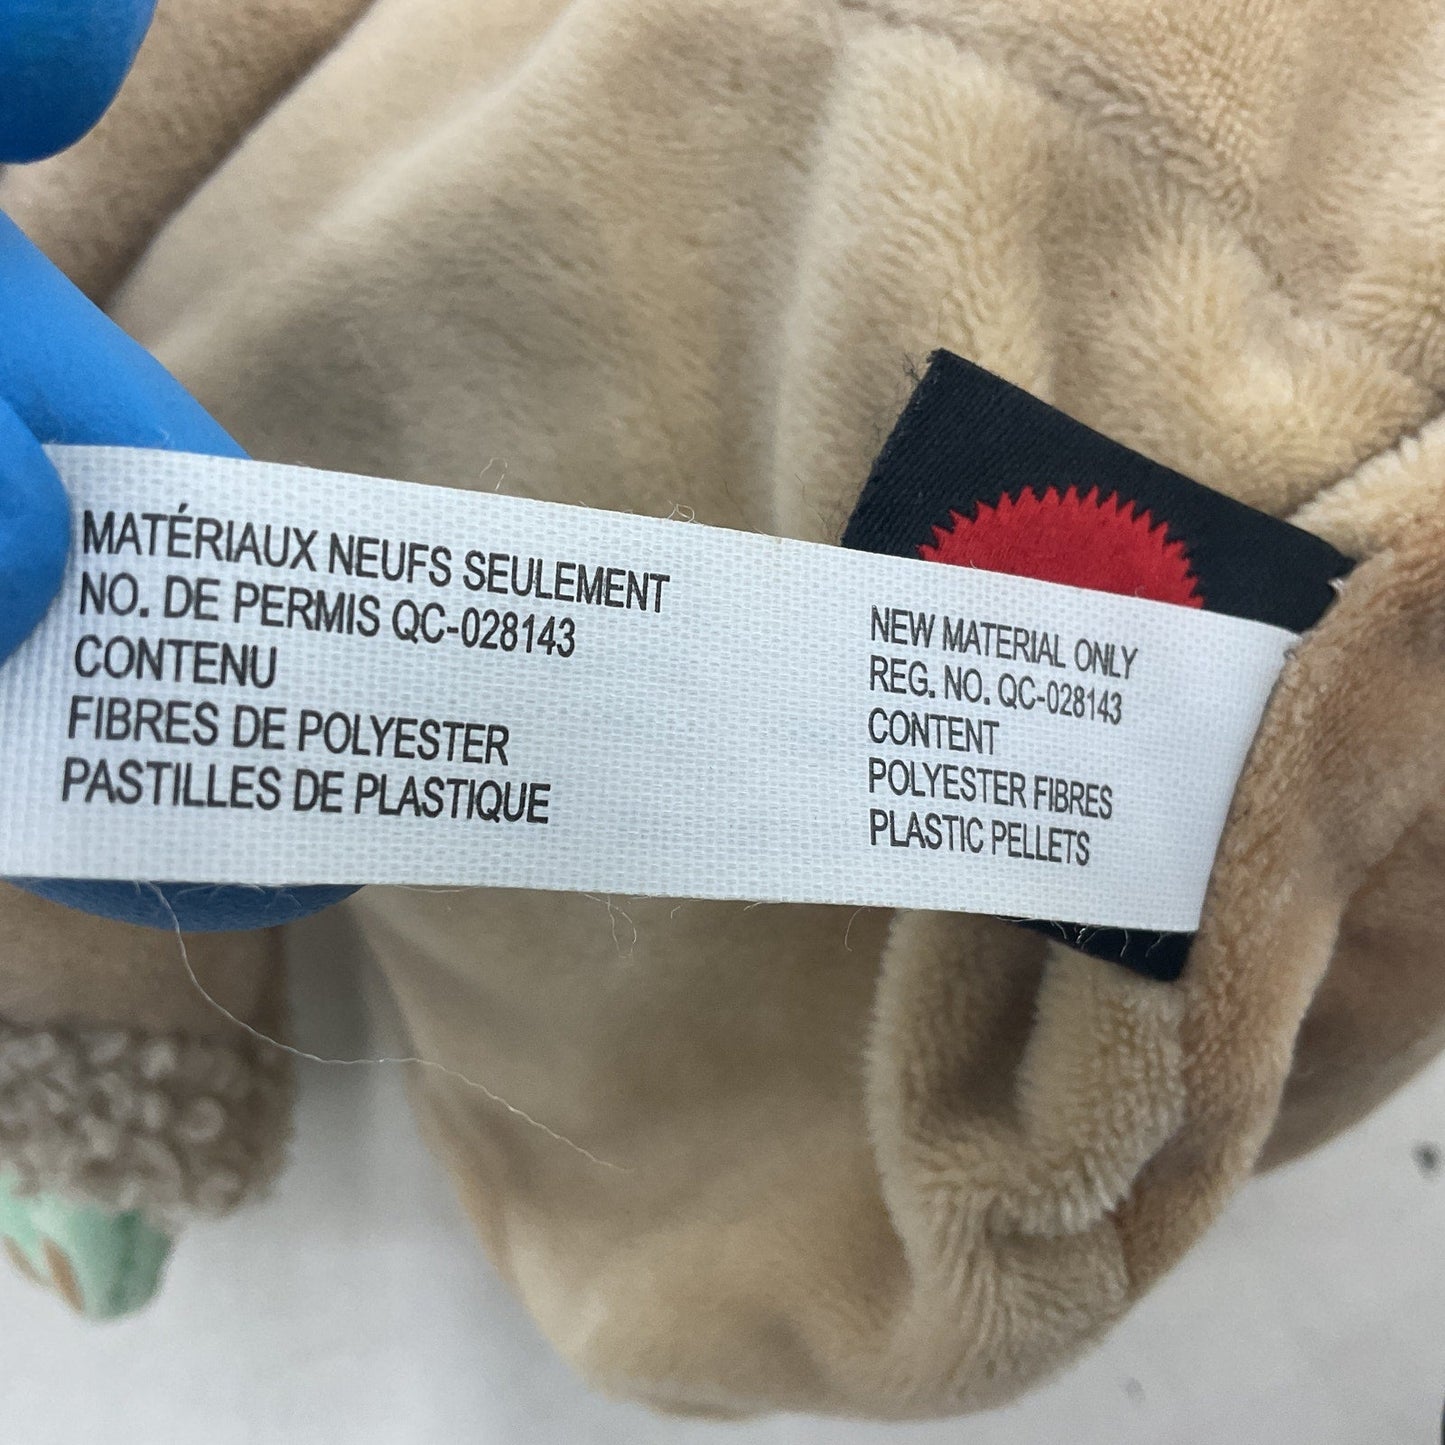 MATÉRIAUX NEUFS SEULEMENT
NO. DE PERMIS QC-028143
CONTENU
FIBRES DE POLYESTER
PASTILLES DE PLASTIQUE
NEW MATERIAL ONLY
REG. NO. QC-028143
CONTENT
POLYESTER FIBRES
PLASTIC PELLETS